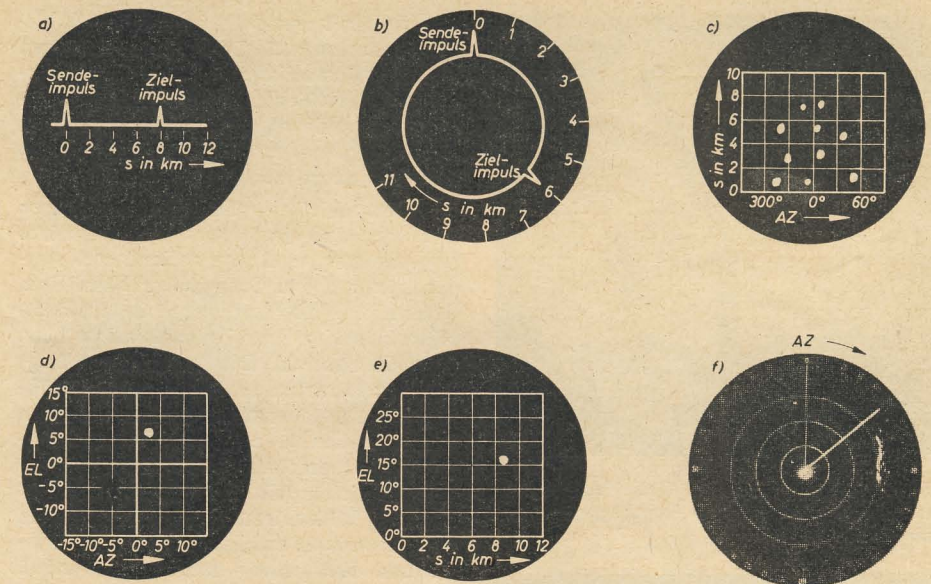 a)
Sende-
impuls
Ziel-
impuls
0 2 4 6 8 10 12
s in km
b)
0
1
2
3
4
5
6
7
8
9
10
11
Sende-
impuls
Ziel-
impuls
s in km
c)
10
8
6
4
2
0
s in km
300° 0° 60°
AZ
d)
15°
10°
5°
0°
-5°
-10°
EL
-15° -10° -5° 0° 5° 10°
AZ
e)
25°
20°
15°
10°
5°
0°
EL
0 2 4 6 8 10 12
s in km
f)
AZ